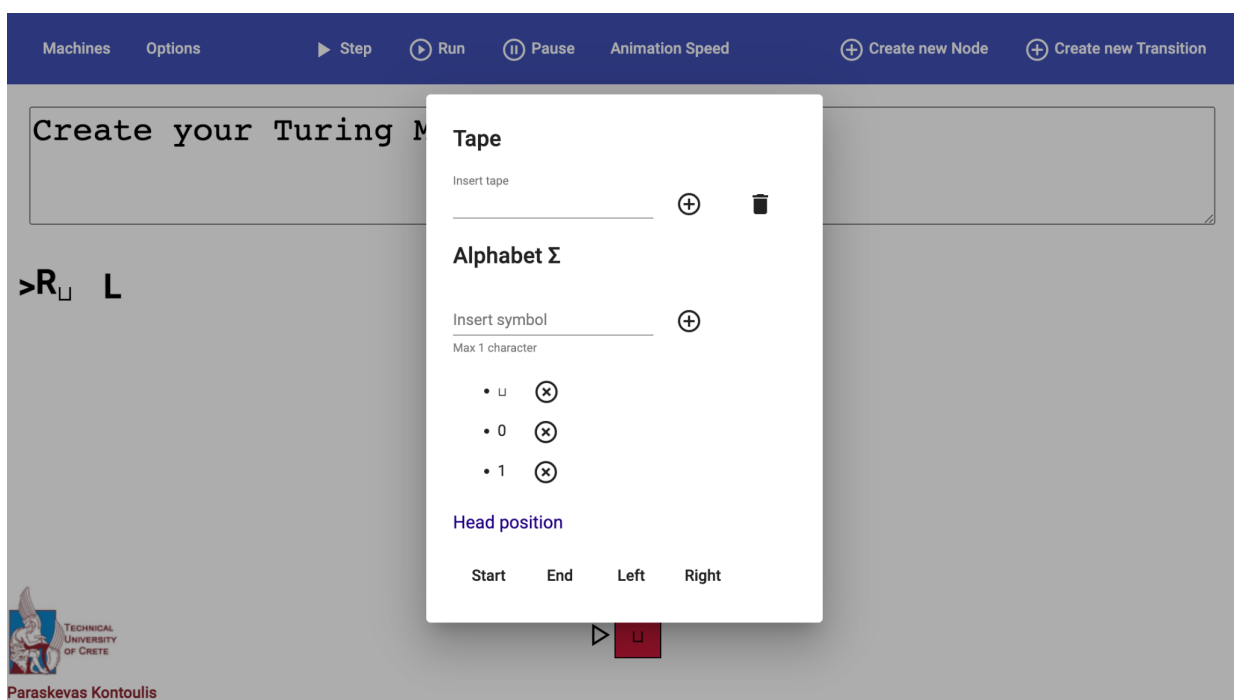 Machines Options Step Run Pause Animation Speed Create new Node Create new Transition
Create your Turing M
Tape
Insert tape
Alphabet Σ
>R⊔ L
Insert symbol
Max 1 character
• ⊔
• 0
• 1
Head position
Start End Left Right
⊔
TECHNICAL
UNIVERSITY
OF CRETE
Paraskevas Kontoulis